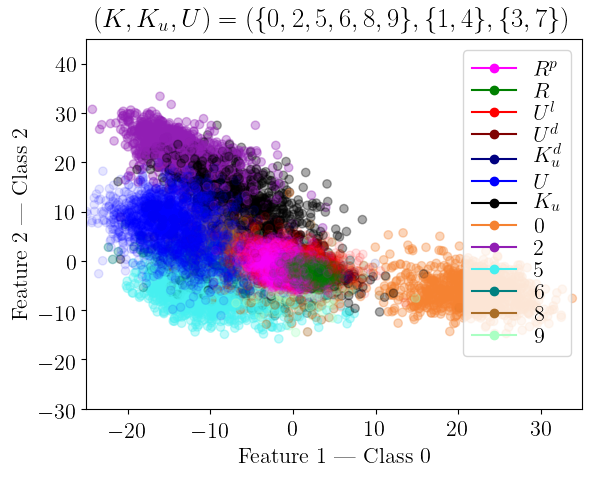 (K, K_u, U) = ({0, 2, 5, 6, 8, 9}, {1, 4}, {3, 7})
40
30
20
10
0
−10
−20
−30
Feature 2 — Class 2
−20
−10
0
10
20
30
Feature 1 — Class 0
R^p
R
U^l
U^d
K_u^d
U
K_u
0
2
5
6
8
9